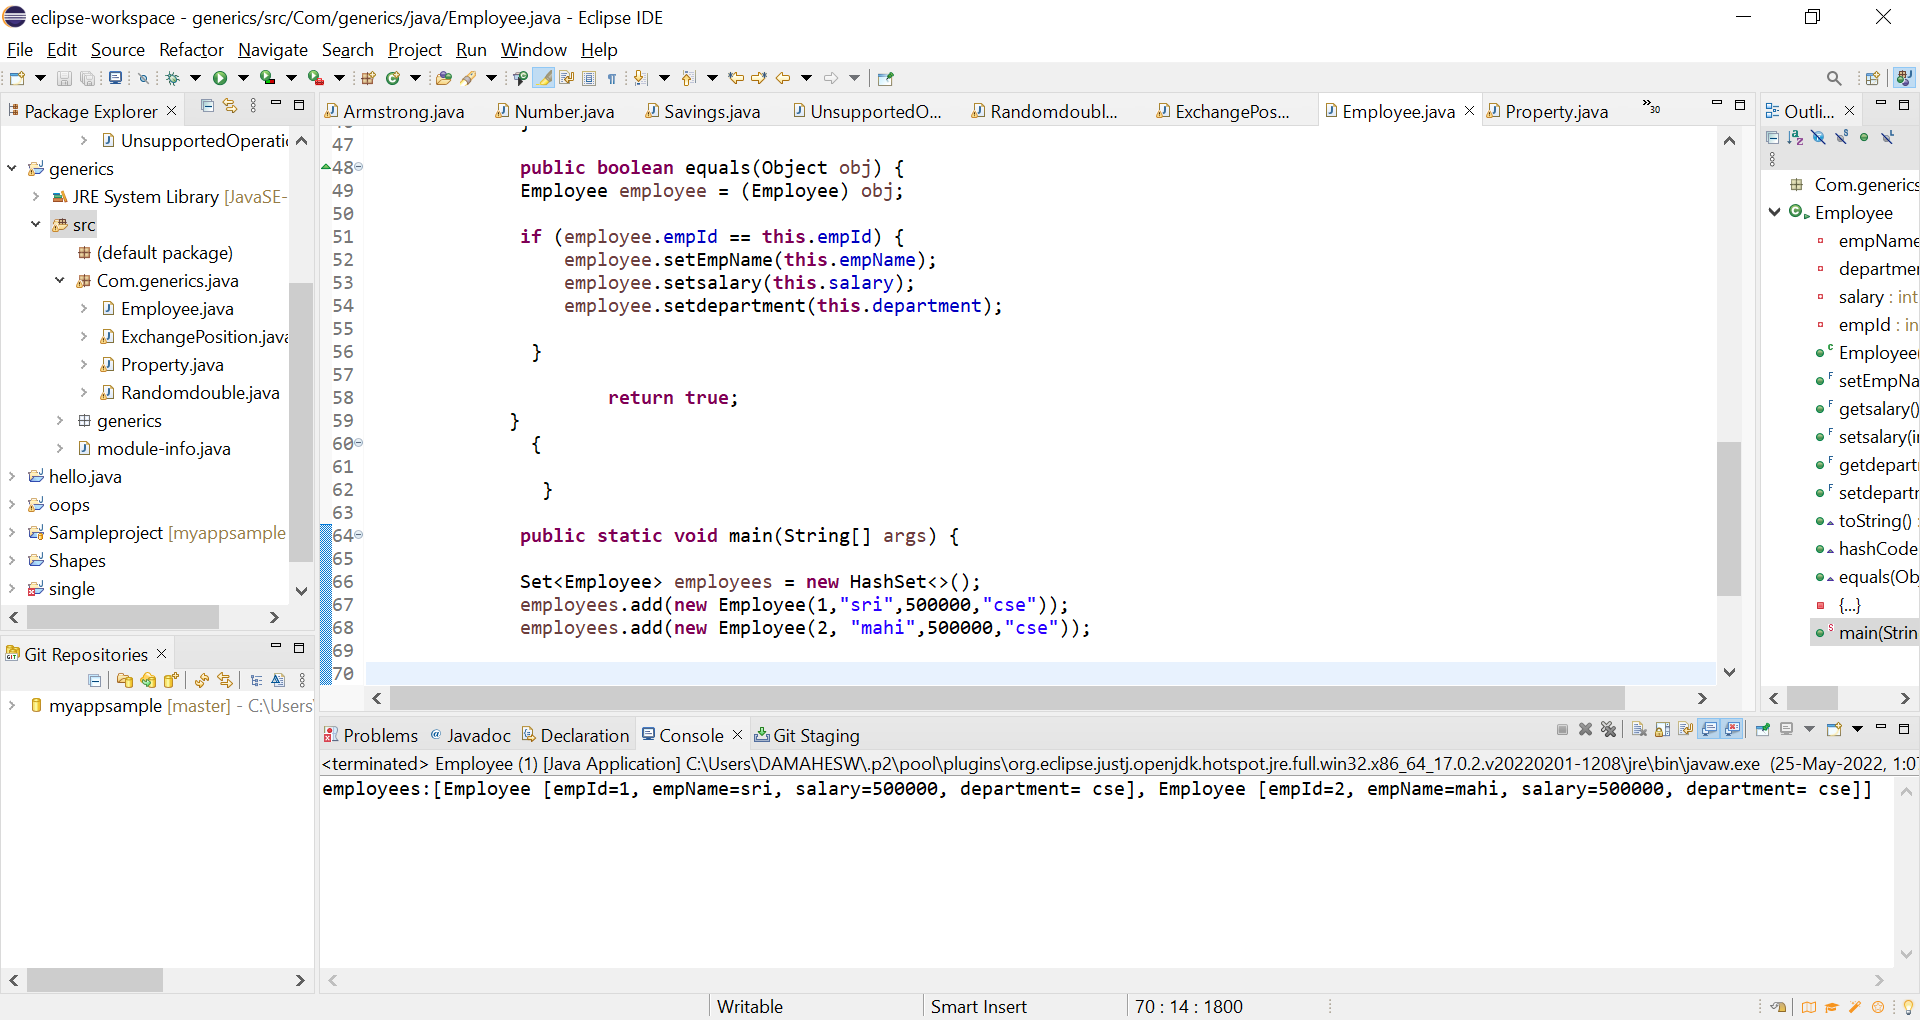 eclipse-workspace - generics/src/Com/generics/java/Employee.java - Eclipse IDE
File Edit Source Refactor Navigate Search Project Run Window Help
Package Explorer
UnsupportedOperatic
generics
JRE System Library [JavaSE-
src
(default package)
Com.generics.java
Employee.java
ExchangePosition.java
Property.java
Randomdouble.java
generics
module-info.java
hello.java
oops
Sampleproject [myappsample
Shapes
single
Git Repositories
myappsample [master] - C:\Users\
Armstrong.java Number.java Savings.java UnsupportedO... Randomdoubl... ExchangePos... Employee.java Property.java »30
47
48 public boolean equals(Object obj) {
49 Employee employee = (Employee) obj;
50
51 if (employee.empId == this.empId) {
52 employee.setEmpName(this.empName);
53 employee.setsalary(this.salary);
54 employee.setdepartment(this.department);
55
56 }
57
58 return true;
59 }
60 {
61
62 }
63
64 public static void main(String[] args) {
65
66 Set<Employee> employees = new HashSet<>();
67 employees.add(new Employee(1,"sri",500000,"cse"));
68 employees.add(new Employee(2, "mahi",500000,"cse"));
69
70
Outli...
Com.generics
Employee
empName
departmen
salary : int
empId : in
Employee(
setEmpNa
getsalary()
setsalary(in
getdepartr
setdepartr
toString() :
hashCode
equals(Ob
{...}
main(Strin
Problems @ Javadoc Declaration Console Git Staging
<terminated> Employee (1) [Java Application] C:\Users\DAMAHESW\.p2\pool\plugins\org.eclipse.justj.openjdk.hotspot.jre.full.win32.x86_64_17.0.2.v20220201-1208\jre\bin\javaw.exe (25-May-2022, 1:07
employees:[Employee [empId=1, empName=sri, salary=500000, department= cse], Employee [empId=2, empName=mahi, salary=500000, department= cse]]
Writable Smart Insert 70 : 14 : 1800